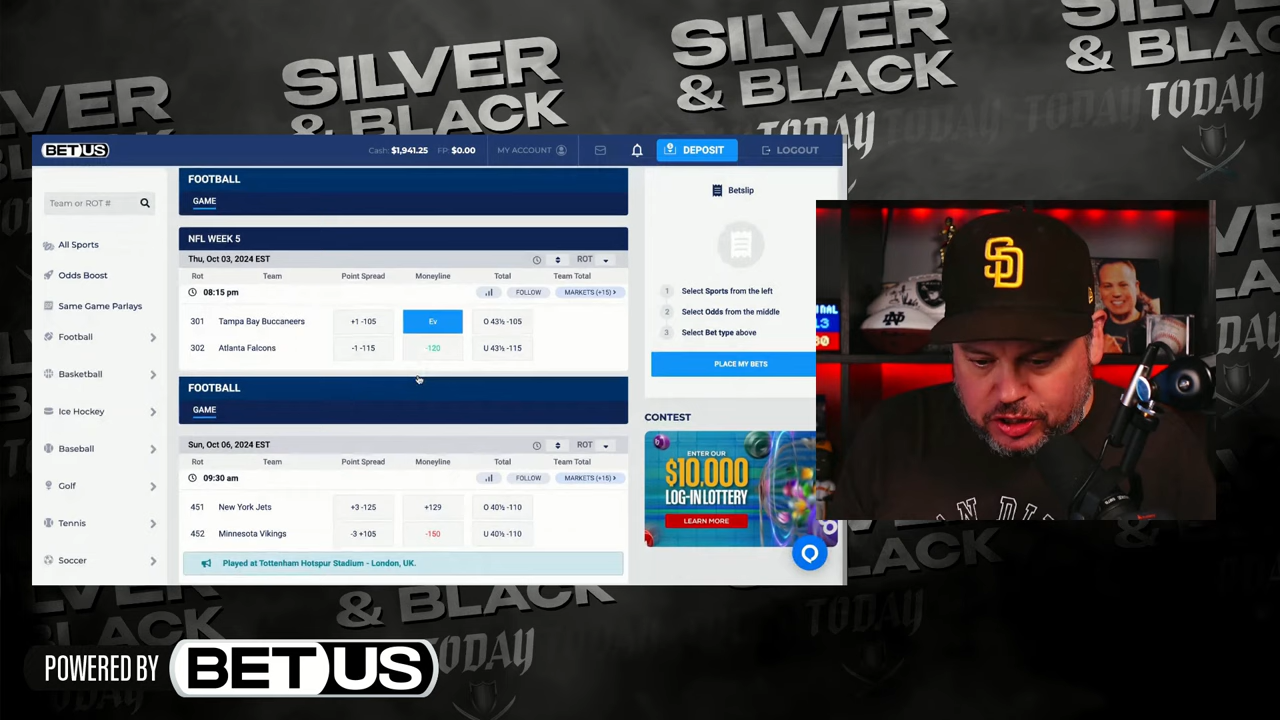 SILVER
& BLACK
TODAY
SILVER
& BLACK
TODAY
BETUS
Cash: $1,941.25 FP: $0.00
MY ACCOUNT
DEPOSIT
LOGOUT
Team or ROT #
All Sports
Odds Boost
Same Game Parlays
Football
Basketball
Ice Hockey
Baseball
Golf
Tennis
Soccer
FOOTBALL
GAME
NFL WEEK 5
Thu, Oct 03, 2024 EST ROT
Rot Team Point Spread Moneyline Total Team Total
08:15 pm FOLLOW MARKETS (+15) >
301 Tampa Bay Buccaneers +1 -105 Ev O 43½ -105
302 Atlanta Falcons -1 -115 -120 U 43½ -115
FOOTBALL
GAME
Sun, Oct 06, 2024 EST ROT
Rot Team Point Spread Moneyline Total Team Total
09:30 am FOLLOW MARKETS (+15) >
451 New York Jets +3 -125 +129 O 40½ -110
452 Minnesota Vikings -3 +105 -150 U 40½ -110
Played at Tottenham Hotspur Stadium - London, UK.
Betslip
1 Select Sports from the left
2 Select Odds from the middle
3 Select Bet type above
PLACE MY BETS
CONTEST
ENTER OUR
$10,000
LOG-IN LOTTERY
LEARN MORE
SD
POWERED BY BETUS